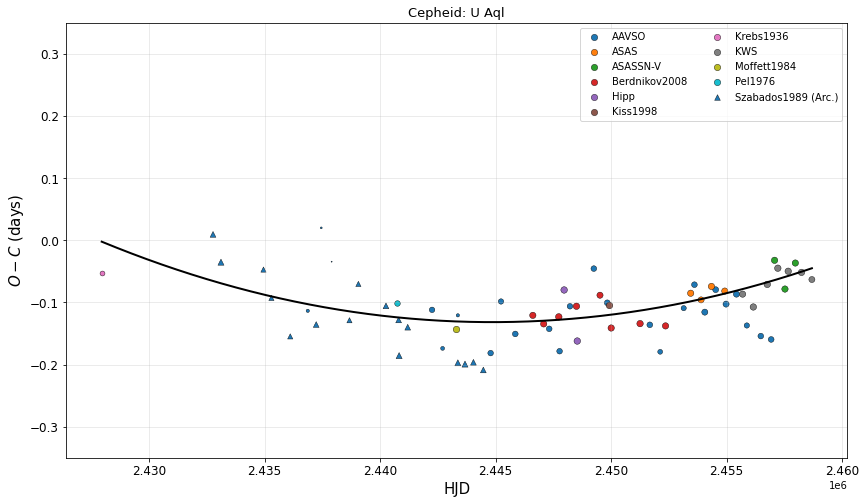 Cepheid: U Aql
AAVSO
ASAS
ASASSN-V
Berdnikov2008
Hipp
Kiss1998
Krebs1936
KWS
Moffett1984
Pel1976
Szabados1989 (Arc.)
O − C (days)
0.3
0.2
0.1
0.0
−0.1
−0.2
−0.3
2.430 2.435 2.440 2.445 2.450 2.455 2.460
1e6
HJD